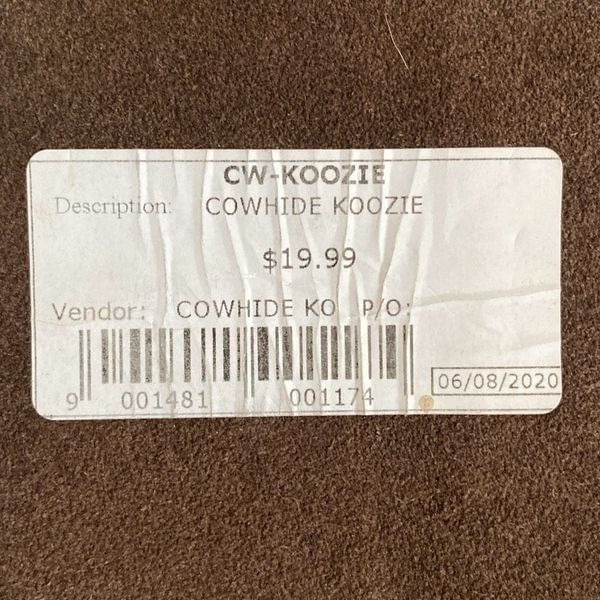 CW-KOOZIE
Description: COWHIDE KOOZIE
$19.99
Vendor: COWHIDE KO P/O:
06/08/2020
9 001481 001174